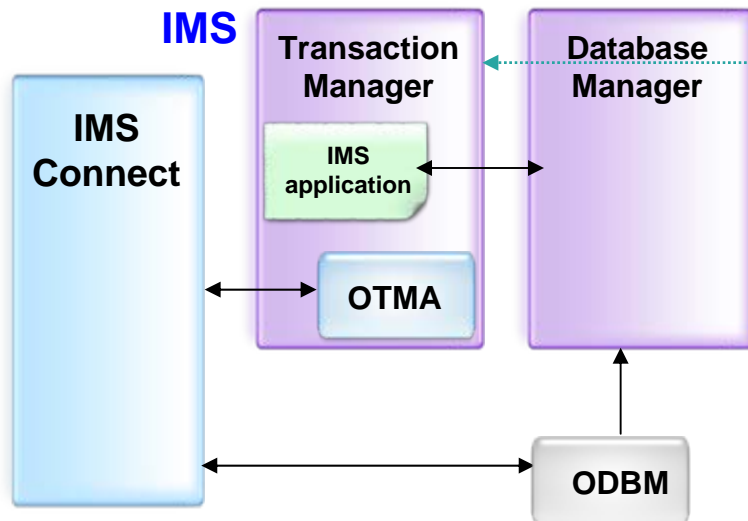 IMS
Transaction
Manager
Database
Manager
IMS
Connect
IMS
application
OTMA
ODBM